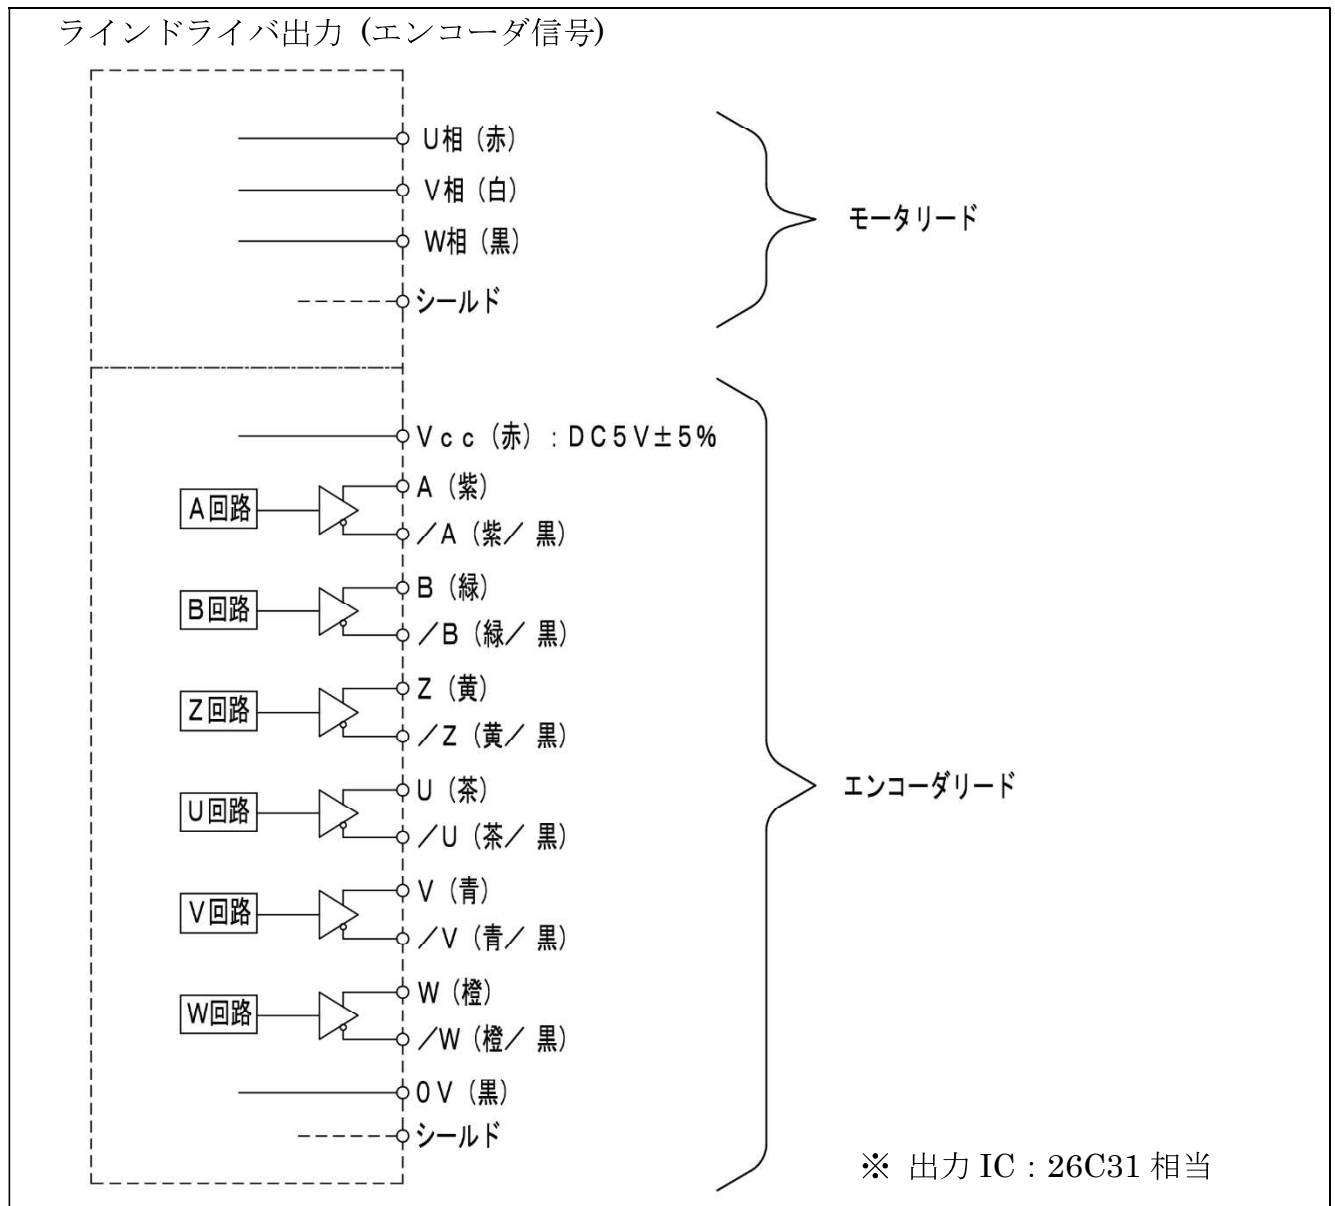 ラインドライバ出力 (エンコーダ信号)
U相（赤）
V相（白）
W相（黒）
シールド
モータリード
Vcc（赤）：DC5V±5%
A回路
A（紫）
／A（紫／黒）
B回路
B（緑）
／B（緑／黒）
Z回路
Z（黄）
／Z（黄／黒）
U回路
U（茶）
／U（茶／黒）
V回路
V（青）
／V（青／黒）
W回路
W（橙）
／W（橙／黒）
0V（黒）
シールド
エンコーダリード
※ 出力 IC：26C31 相当